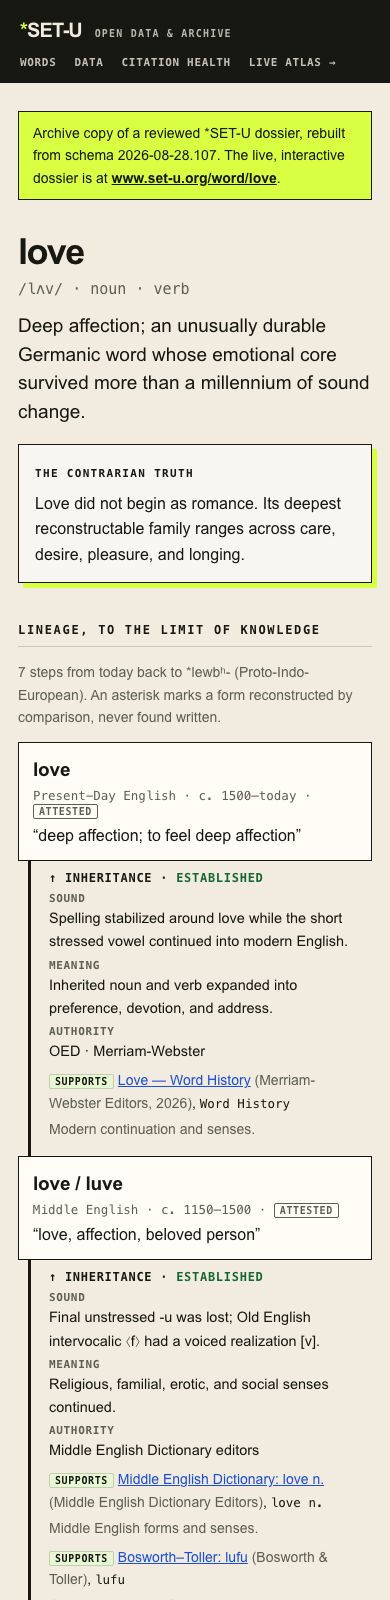 *SET-U OPEN DATA & ARCHIVE
WORDS DATA CITATION HEALTH LIVE ATLAS →
Archive copy of a reviewed *SET-U dossier, rebuilt
from schema 2026-08-28.107. The live, interactive
dossier is at www.set-u.org/word/love.
love
/lʌv/ · noun · verb
Deep affection; an unusually durable
Germanic word whose emotional core
survived more than a millennium of sound
change.
THE CONTRARIAN TRUTH
Love did not begin as romance. Its deepest
reconstructable family ranges across care,
desire, pleasure, and longing.
LINEAGE, TO THE LIMIT OF KNOWLEDGE
7 steps from today back to *lewbʰ- (Proto-Indo-
European). An asterisk marks a form reconstructed by
comparison, never found written.
love
Present-Day English · c. 1500–today ·
ATTESTED
“deep affection; to feel deep affection”
↑ INHERITANCE · ESTABLISHED
SOUND
Spelling stabilized around love while the short
stressed vowel continued into modern English.
MEANING
Inherited noun and verb expanded into
preference, devotion, and address.
AUTHORITY
OED · Merriam-Webster
SUPPORTS Love — Word History (Merriam-
Webster Editors, 2026), Word History
Modern continuation and senses.
love / luve
Middle English · c. 1150–1500 · ATTESTED
“love, affection, beloved person”
↑ INHERITANCE · ESTABLISHED
SOUND
Final unstressed -u was lost; Old English
intervocalic ⟨f⟩ had a voiced realization [v].
MEANING
Religious, familial, erotic, and social senses
continued.
AUTHORITY
Middle English Dictionary editors
SUPPORTS Middle English Dictionary: love n.
(Middle English Dictionary Editors), love n.
Middle English forms and senses.
SUPPORTS Bosworth–Toller: lufu (Bosworth &
Toller), lufu